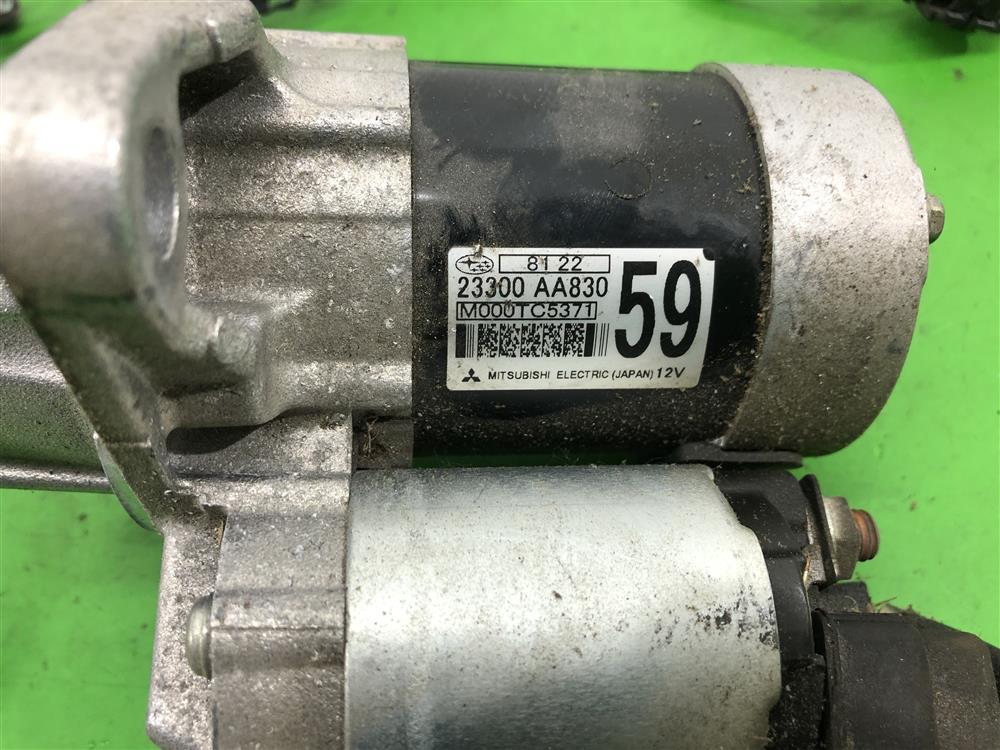 81 22
23300 AA830
M000TC5371
59
MITSUBISHI ELECTRIC (JAPAN) 12V